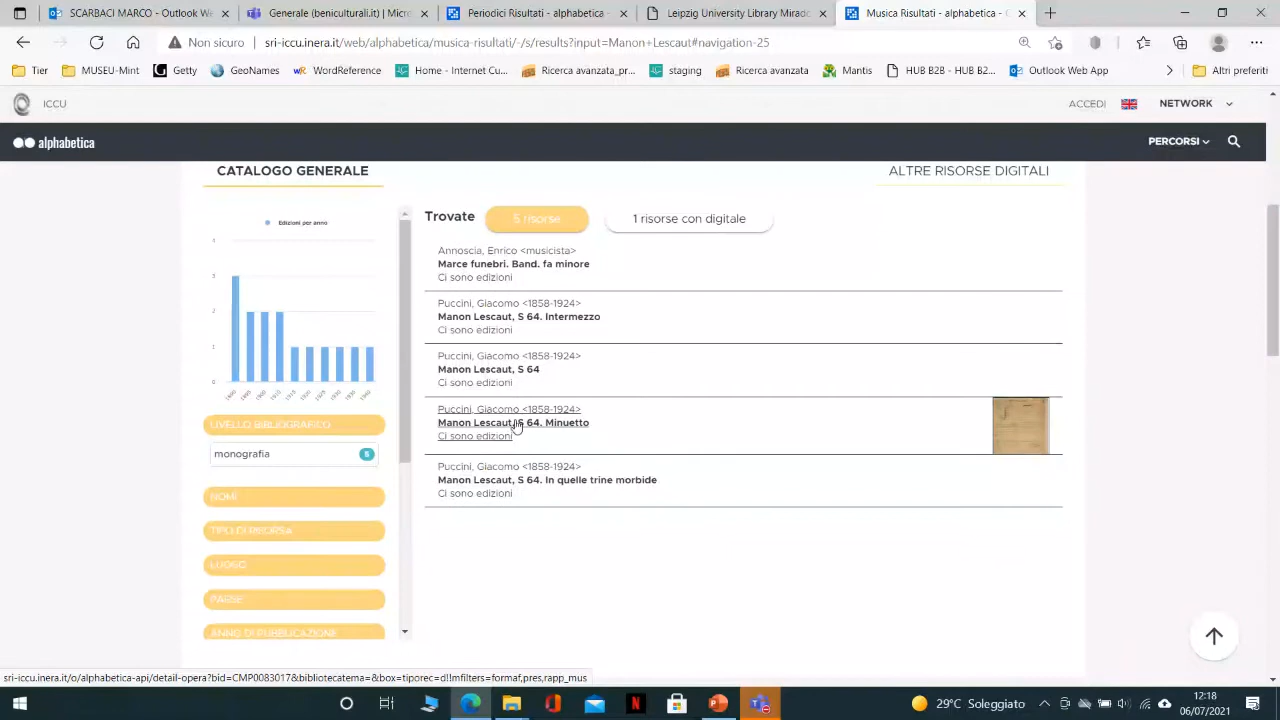 SCARBACI MARCO - Outlook W
Generale [beniculturali.it] | Micro
Periodici Risultati - alphabetica -
Leipzig University Library Mirado
Musica Risultati - alphabetica - C
Non sicuro
sri-iccu.inera.it/web/alphabetica/musica-risultati/-/s/results?input=Manon+Lescaut#navigation-25
Tier
MUSEU-Mint
Getty
GeoNames
WordReference
Home - Internet Cu...
Ricerca avanzata_pr...
staging
Ricerca avanzata
Mantis
HUB B2B - HUB B2...
Outlook Web App
Altri preferiti
ICCU
ACCEDI
NETWORK
alphabetica
PERCORSI
CATALOGO GENERALE
ALTRE RISORSE DIGITALI
Edizioni per anno
Trovate
5 risorse
1 risorse con digitale
Annoscia, Enrico <musicista>
Marce funebri. Band. fa minore
Ci sono edizioni
Puccini, Giacomo <1858-1924>
Manon Lescaut, S 64. Intermezzo
Ci sono edizioni
Puccini, Giacomo <1858-1924>
Manon Lescaut, S 64
Ci sono edizioni
Puccini, Giacomo <1858-1924>
Manon Lescaut, S 64. Minuetto
Ci sono edizioni
Puccini, Giacomo <1858-1924>
Manon Lescaut, S 64. In quelle trine morbide
Ci sono edizioni
LIVELLO BIBLIOGRAFICO
monografia
5
NOMI
TIPO DI RISORSA
LUOGO
PAESE
ANNO DI PUBBLICAZIONE
sri-iccu.inera.it/o/alphabetica-api/detail-opera?bid=CMP0083017&bibliotecatema=&box=tiporec=d!!mfilters=formaf,pres,rapp_mus
29°C Soleggiato
12:18
06/07/2021